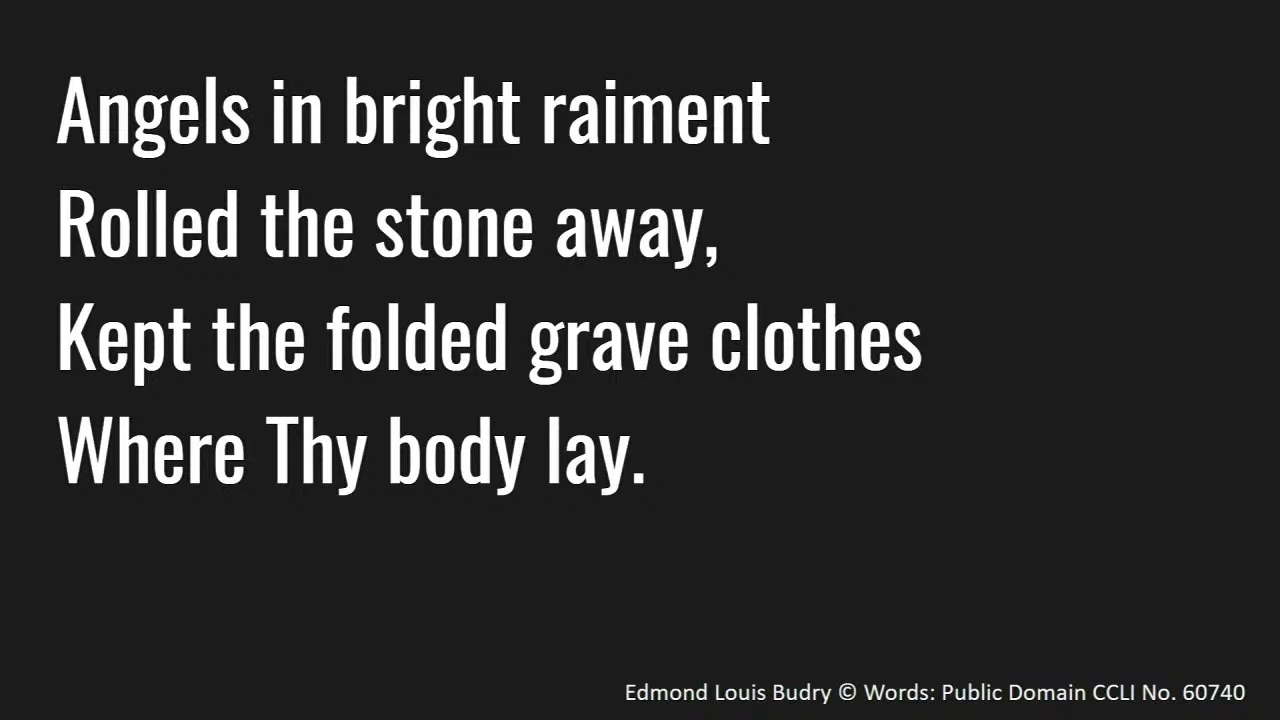 Angels in bright raiment
Rolled the stone away,
Kept the folded grave clothes
Where Thy body lay.
Edmond Louis Budry © Words: Public Domain CCLI No. 60740